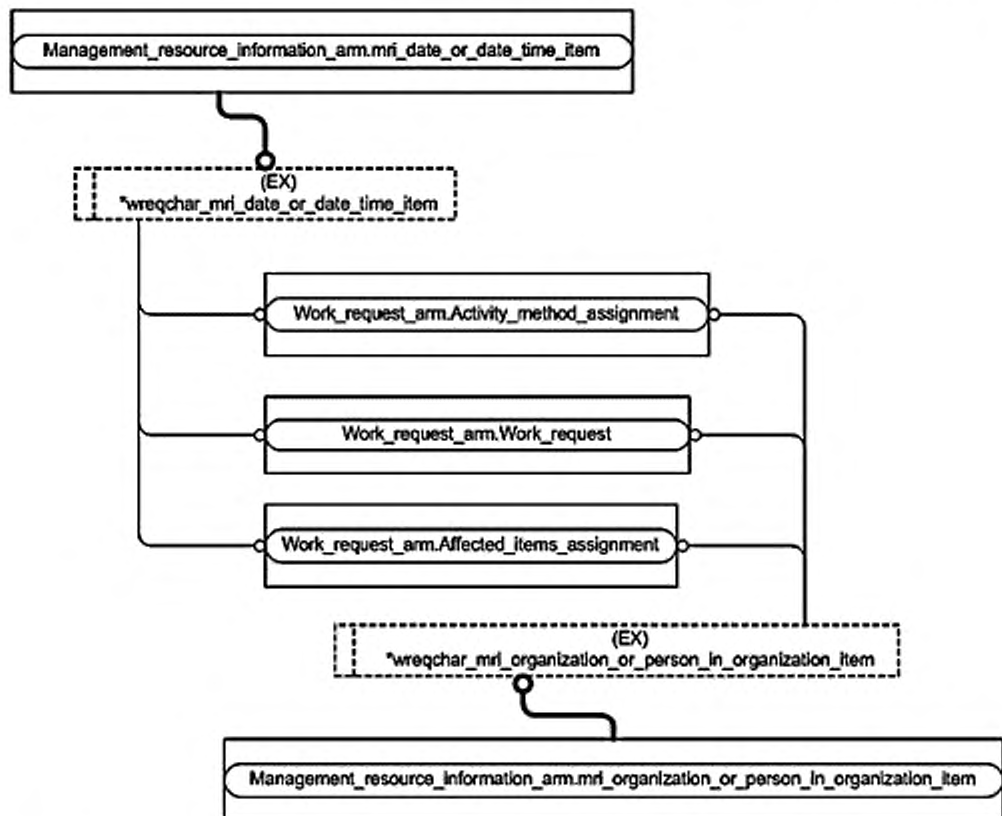 Management_resource_information_arm.mri_date_or_date_time_item
(EX)
*wreqchar_mri_date_or_date_time_item
Work_request_arm.Activity_method_assignment
Work_request_arm.Work_request
Work_request_arm.Affected_items_assignment
(EX)
*wreqchar_mri_organization_or_person_in_organization_item
Management_resource_information_arm.mri_organization_or_person_in_organization_item